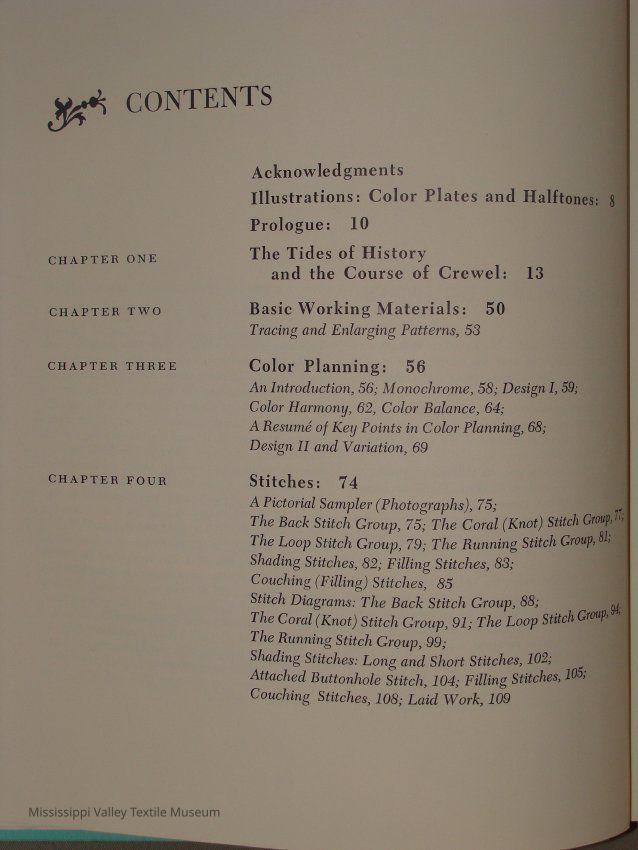 CONTENTS
Acknowledgments
Illustrations: Color Plates and Halftones: 8
Prologue: 10
CHAPTER ONE The Tides of History
and the Course of Crewel: 13
CHAPTER TWO Basic Working Materials: 50
Tracing and Enlarging Patterns, 53
CHAPTER THREE Color Planning: 56
An Introduction, 56; Monochrome, 58; Design I, 59;
Color Harmony, 62, Color Balance, 64;
A Resumé of Key Points in Color Planning, 68;
Design II and Variation, 69
CHAPTER FOUR Stitches: 74
A Pictorial Sampler (Photographs), 75;
The Back Stitch Group, 75; The Coral (Knot) Stitch Group, 77;
The Loop Stitch Group, 79; The Running Stitch Group, 81;
Shading Stitches, 82; Filling Stitches, 83;
Couching (Filling) Stitches, 85
Stitch Diagrams: The Back Stitch Group, 88;
The Coral (Knot) Stitch Group, 91; The Loop Stitch Group, 94;
The Running Stitch Group, 99;
Shading Stitches: Long and Short Stitches, 102;
Attached Buttonhole Stitch, 104; Filling Stitches, 105;
Couching Stitches, 108; Laid Work, 109
Mississippi Valley Textile Museum